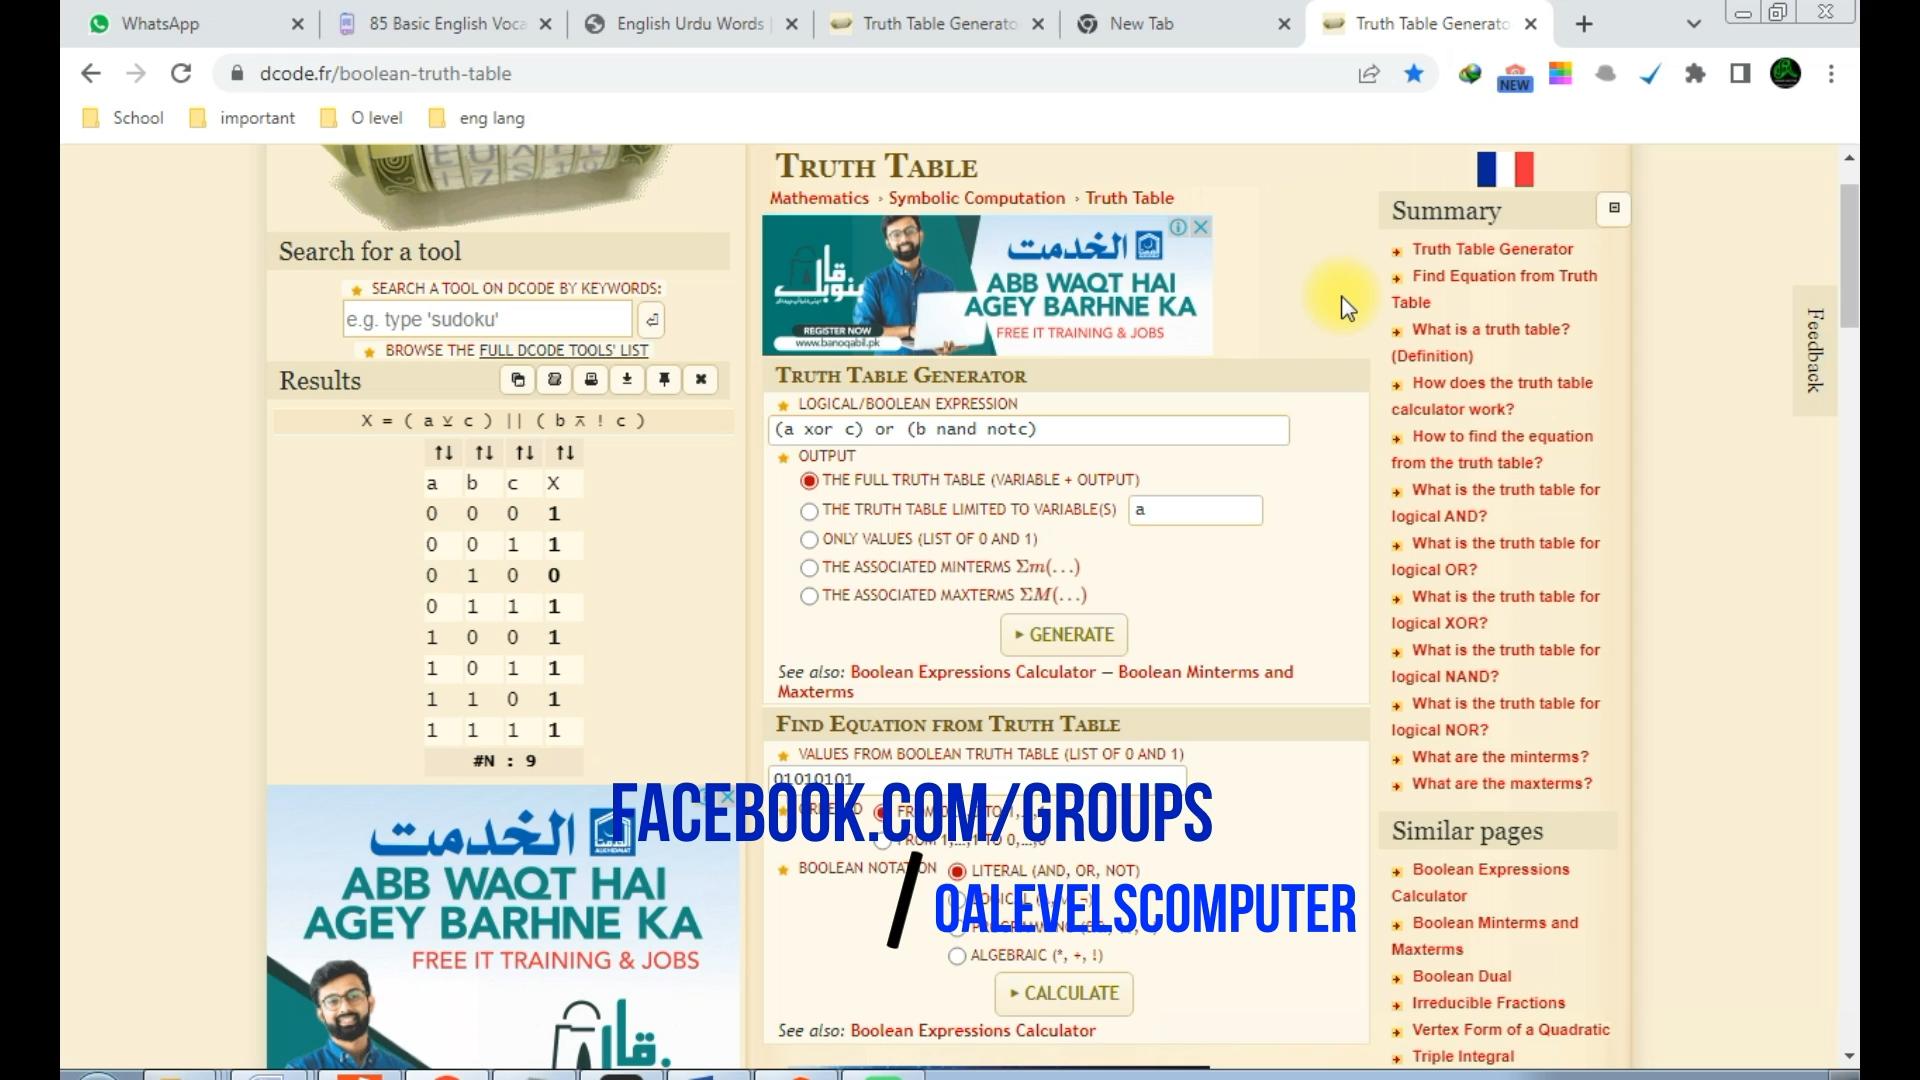 WhatsApp
85 Basic English Voca
English Urdu Words
Truth Table Generato
New Tab
Truth Table Generato
dcode.fr/boolean-truth-table
NEW
School
important
O level
eng lang
TRUTH TABLE
Mathematics › Symbolic Computation › Truth Table
الخدمت
بنو قابل
ABB WAQT HAI
AGEY BARHNE KA
FREE IT TRAINING & JOBS
REGISTER NOW
www.banoqabil.pk
Search for a tool
SEARCH A TOOL ON DCODE BY KEYWORDS:
e.g. type 'sudoku'
BROWSE THE FULL DCODE TOOLS' LIST
Results
X = ( a ⊻ c ) || ( b ⊼ ! c )
↑↓ ↑↓ ↑↓ ↑↓
a b c X
0 0 0 1
0 0 1 1
0 1 0 0
0 1 1 1
1 0 0 1
1 0 1 1
1 1 0 1
1 1 1 1
#N : 9
الخدمت
ALKHIDMAT
ABB WAQT HAI
AGEY BARHNE KA
FREE IT TRAINING & JOBS
TRUTH TABLE GENERATOR
LOGICAL/BOOLEAN EXPRESSION
(a xor c) or (b nand notc)
OUTPUT
THE FULL TRUTH TABLE (VARIABLE + OUTPUT)
THE TRUTH TABLE LIMITED TO VARIABLE(S) a
ONLY VALUES (LIST OF 0 AND 1)
THE ASSOCIATED MINTERMS Σm(...)
THE ASSOCIATED MAXTERMS ΣM(...)
▸ GENERATE
See also: Boolean Expressions Calculator — Boolean Minterms and
Maxterms
FIND EQUATION FROM TRUTH TABLE
VALUES FROM BOOLEAN TRUTH TABLE (LIST OF 0 AND 1)
01010101
FACEBOOK.COM/GROUPS
/OALEVELSCOMPUTER
BOOLEAN NOTATION
LITERAL (AND, OR, NOT)
ALGEBRAIC (*, +, !)
▸ CALCULATE
See also: Boolean Expressions Calculator
Summary
Truth Table Generator
Find Equation from Truth
Table
What is a truth table?
(Definition)
How does the truth table
calculator work?
How to find the equation
from the truth table?
What is the truth table for
logical AND?
What is the truth table for
logical OR?
What is the truth table for
logical XOR?
What is the truth table for
logical NAND?
What is the truth table for
logical NOR?
What are the minterms?
What are the maxterms?
Similar pages
Boolean Expressions
Calculator
Boolean Minterms and
Maxterms
Boolean Dual
Irreducible Fractions
Vertex Form of a Quadratic
Triple Integral
Feedback